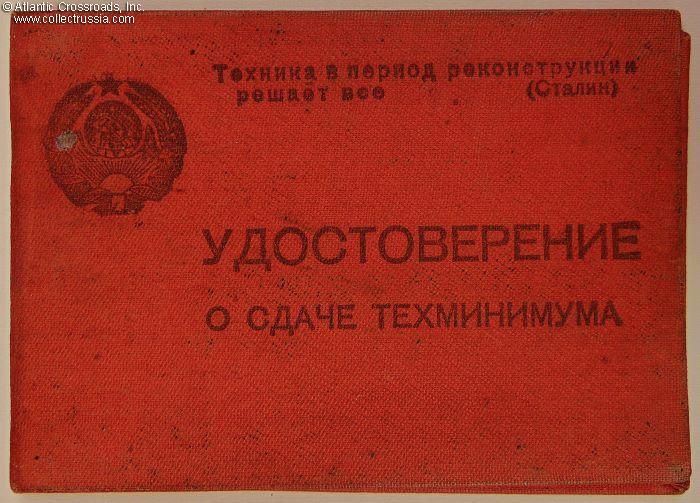 © Atlantic Crossroads, Inc.
www.collectrussia.com
Техника в период реконструкции
решает все (Сталин)
УДОСТОВЕРЕНИЕ
О СДАЧЕ ТЕХМИНИМУМА